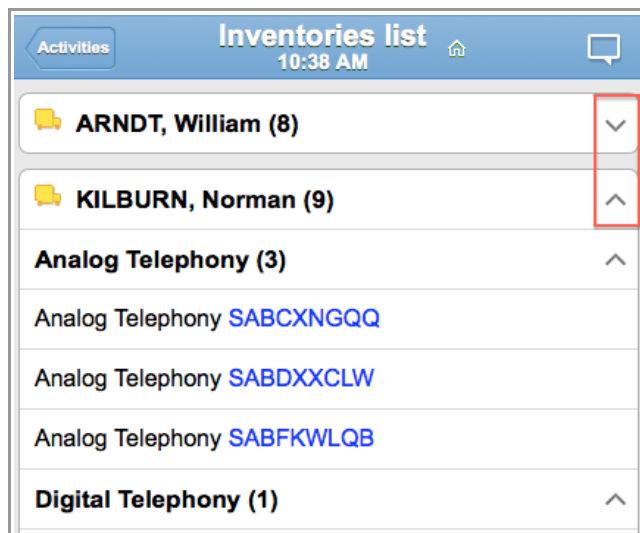 Activities
Inventories list
10:38 AM
ARNDT, William (8)
KILBURN, Norman (9)
Analog Telephony (3)
Analog Telephony SABCXNGQQ
Analog Telephony SABDXXCLW
Analog Telephony SABFKWLQB
Digital Telephony (1)